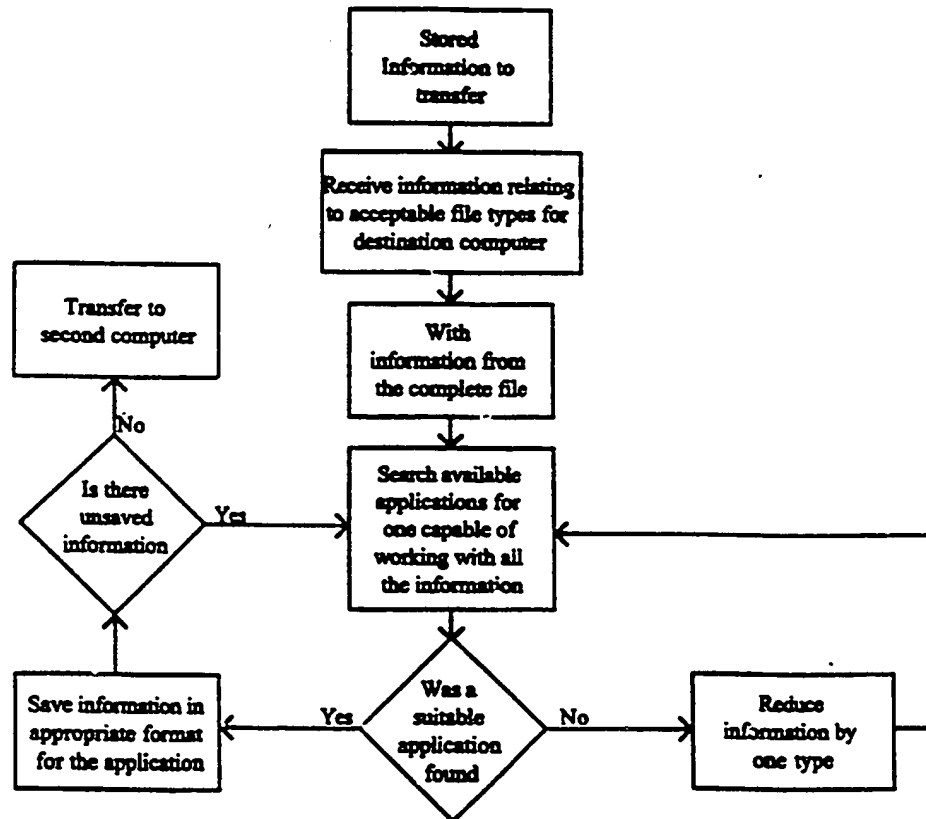 Stored
Information to
transfer
Receive information relating
to acceptable file types for
destination computer
With
information from
the complete file
Transfer to
second computer
No
Is there
unsaved
information
Yes
Search available
applications for
one capable of
working with all
the information
Was a
suitable
application
found
Yes
No
Save information in
appropriate format
for the application
Reduce
information by
one type